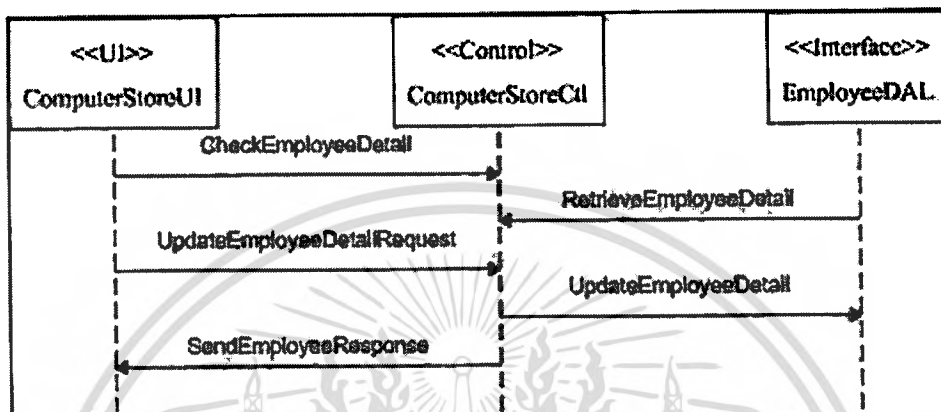 <<UI>>
ComputerStoreUI
<<Control>>
ComputerStoreCtl
<<Interface>>
EmployeeDAL
CheckEmployeeDetail
RetrieveEmployeeDetail
UpdateEmployeeDetailRequest
UpdateEmployeeDetail
SendEmployeeResponse